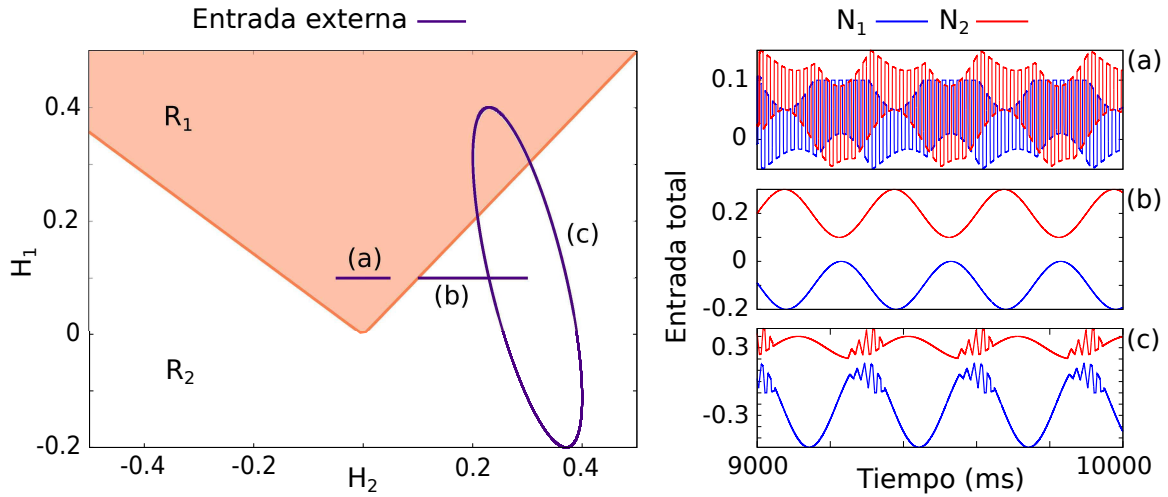 Entrada externa
R1
R2
(a)
(b)
(c)
0.4
0.2
0
-0.2
H1
-0.4
-0.2
0
0.2
0.4
H2
N1
N2
(a)
0.1
0
(b)
0.2
0
-0.2
(c)
0.3
-0.3
Entrada total
9000
10000
Tiempo (ms)